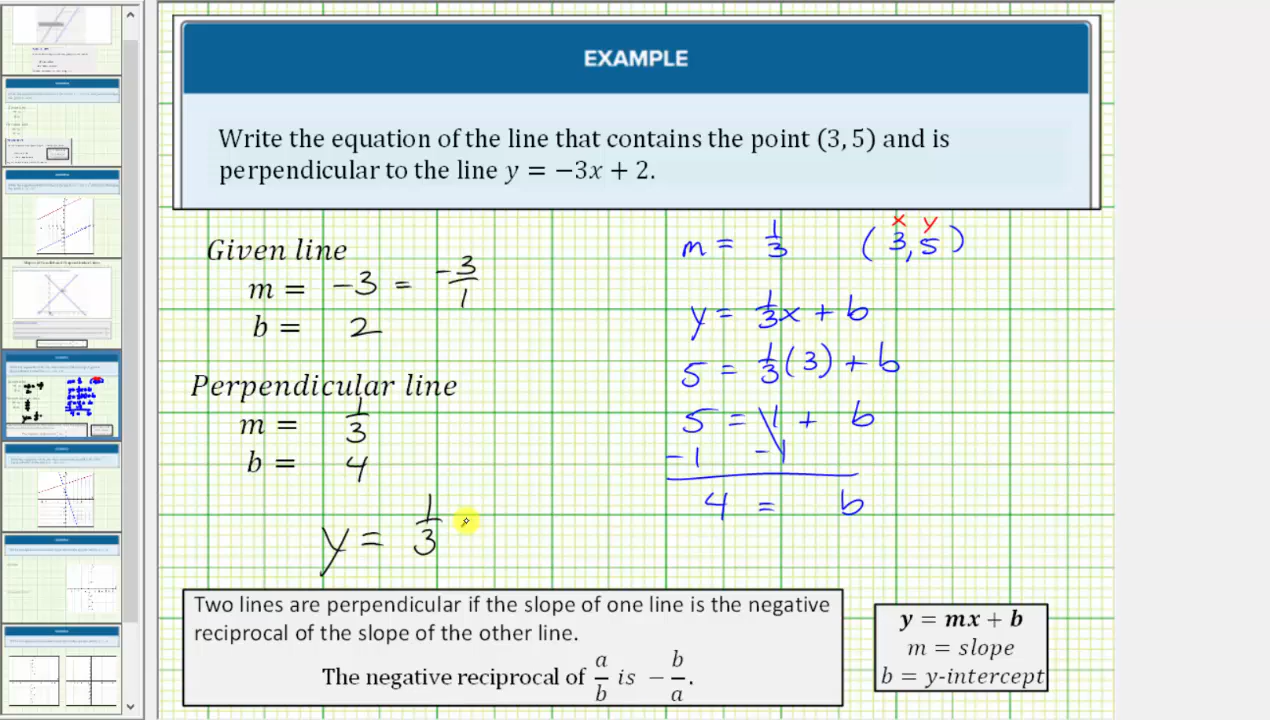 EXAMPLE
Write the equation of the line that contains the point (3, 5) and is
perpendicular to the line y = −3x + 2.
Given line
m = −3 = −3/1
b = 2
Perpendicular line
m = 1/3
b = 4
y = 1/3
m = 1/3 (3, 5)
x y
y = 1/3 x + b
5 = 1/3 (3) + b
5 = 1 + b
−1 −1
4 = b
Two lines are perpendicular if the slope of one line is the negative
reciprocal of the slope of the other line.
The negative reciprocal of a/b is − b/a.
y = mx + b
m = slope
b = y-intercept